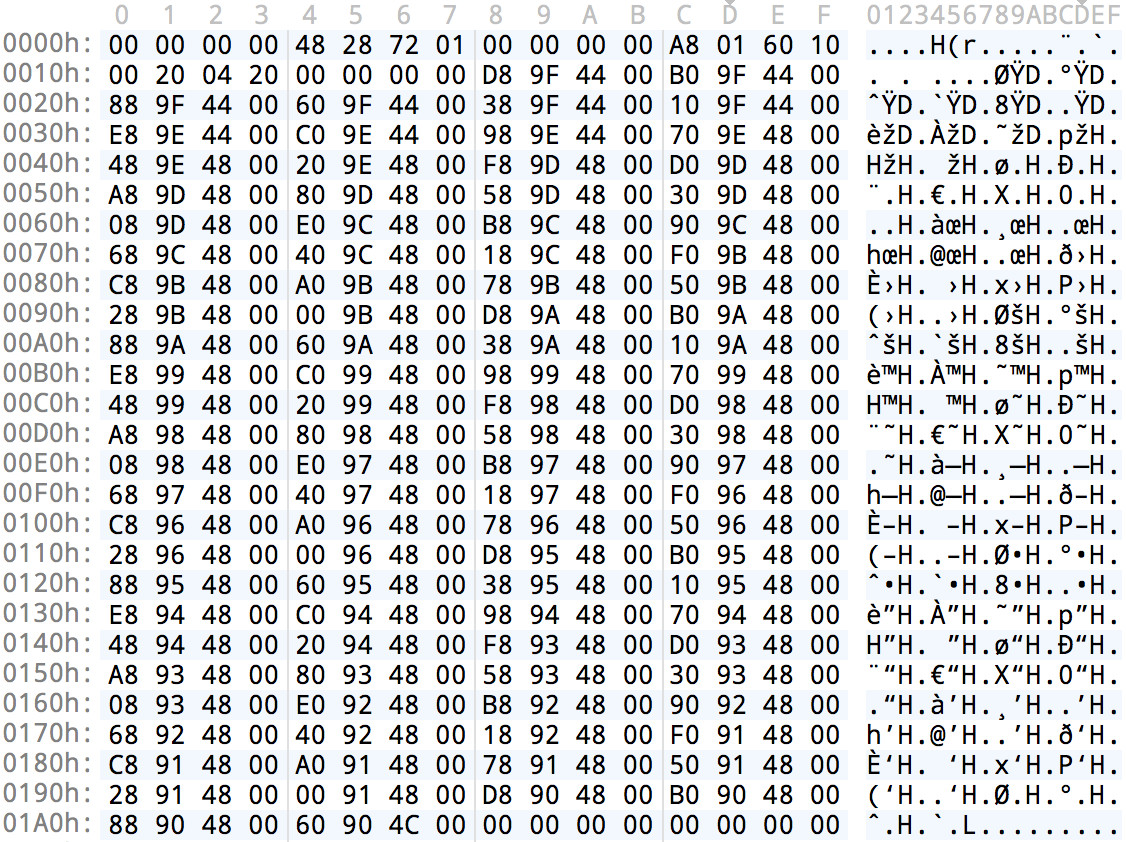 0 1 2 3 4 5 6 7 8 9 A B C D E F 0123456789ABCDEF
0000h: 00 00 00 00 48 28 72 01 00 00 00 00 A8 01 60 10 ....H(r.....¨.`.
0010h: 00 20 04 20 00 00 00 00 D8 9F 44 00 B0 9F 44 00 . . ....ØŸD.°ŸD.
0020h: 88 9F 44 00 60 9F 44 00 38 9F 44 00 10 9F 44 00 ˆŸD.`ŸD.8ŸD..ŸD.
0030h: E8 9E 44 00 C0 9E 44 00 98 9E 44 00 70 9E 48 00 èžD.ÀžD.˜žD.pžH.
0040h: 48 9E 48 00 20 9E 48 00 F8 9D 48 00 D0 9D 48 00 HžH. žH.ø.H.Ð.H.
0050h: A8 9D 48 00 80 9D 48 00 58 9D 48 00 30 9D 48 00 ¨.H.€.H.X.H.0.H.
0060h: 08 9D 48 00 E0 9C 48 00 B8 9C 48 00 90 9C 48 00 ..H.àœH.¸œH..œH.
0070h: 68 9C 48 00 40 9C 48 00 18 9C 48 00 F0 9B 48 00 hœH.@œH..œH.ð›H.
0080h: C8 9B 48 00 A0 9B 48 00 78 9B 48 00 50 9B 48 00 È›H. ›H.x›H.P›H.
0090h: 28 9B 48 00 00 9B 48 00 D8 9A 48 00 B0 9A 48 00 (›H..›H.ØšH.°šH.
00A0h: 88 9A 48 00 60 9A 48 00 38 9A 48 00 10 9A 48 00 ˆšH.`šH.8šH..šH.
00B0h: E8 99 48 00 C0 99 48 00 98 99 48 00 70 99 48 00 è™H.À™H.˜™H.p™H.
00C0h: 48 99 48 00 20 99 48 00 F8 98 48 00 D0 98 48 00 H™H. ™H.ø˜H.Ð˜H.
00D0h: A8 98 48 00 80 98 48 00 58 98 48 00 30 98 48 00 ¨˜H.€˜H.X˜H.0˜H.
00E0h: 08 98 48 00 E0 97 48 00 B8 97 48 00 90 97 48 00 .˜H.à—H.¸—H..—H.
00F0h: 68 97 48 00 40 97 48 00 18 97 48 00 F0 96 48 00 h—H.@—H..—H.ð–H.
0100h: C8 96 48 00 A0 96 48 00 78 96 48 00 50 96 48 00 È–H. –H.x–H.P–H.
0110h: 28 96 48 00 00 96 48 00 D8 95 48 00 B0 95 48 00 (–H..–H.Ø•H.°•H.
0120h: 88 95 48 00 60 95 48 00 38 95 48 00 10 95 48 00 ˆ•H.`•H.8•H..•H.
0130h: E8 94 48 00 C0 94 48 00 98 94 48 00 70 94 48 00 è”H.À”H.˜”H.p”H.
0140h: 48 94 48 00 20 94 48 00 F8 93 48 00 D0 93 48 00 H”H. ”H.ø“H.Ð“H.
0150h: A8 93 48 00 80 93 48 00 58 93 48 00 30 93 48 00 ¨“H.€“H.X“H.0“H.
0160h: 08 93 48 00 E0 92 48 00 B8 92 48 00 90 92 48 00 .“H.à’H.¸’H..’H.
0170h: 68 92 48 00 40 92 48 00 18 92 48 00 F0 91 48 00 h’H.@’H..’H.ð‘H.
0180h: C8 91 48 00 A0 91 48 00 78 91 48 00 50 91 48 00 È‘H. ‘H.x‘H.P‘H.
0190h: 28 91 48 00 00 91 48 00 D8 90 48 00 B0 90 48 00 (‘H..‘H.Ø.H.°.H.
01A0h: 88 90 48 00 60 90 4C 00 00 00 00 00 00 00 00 00 ˆ.H.`.L.........